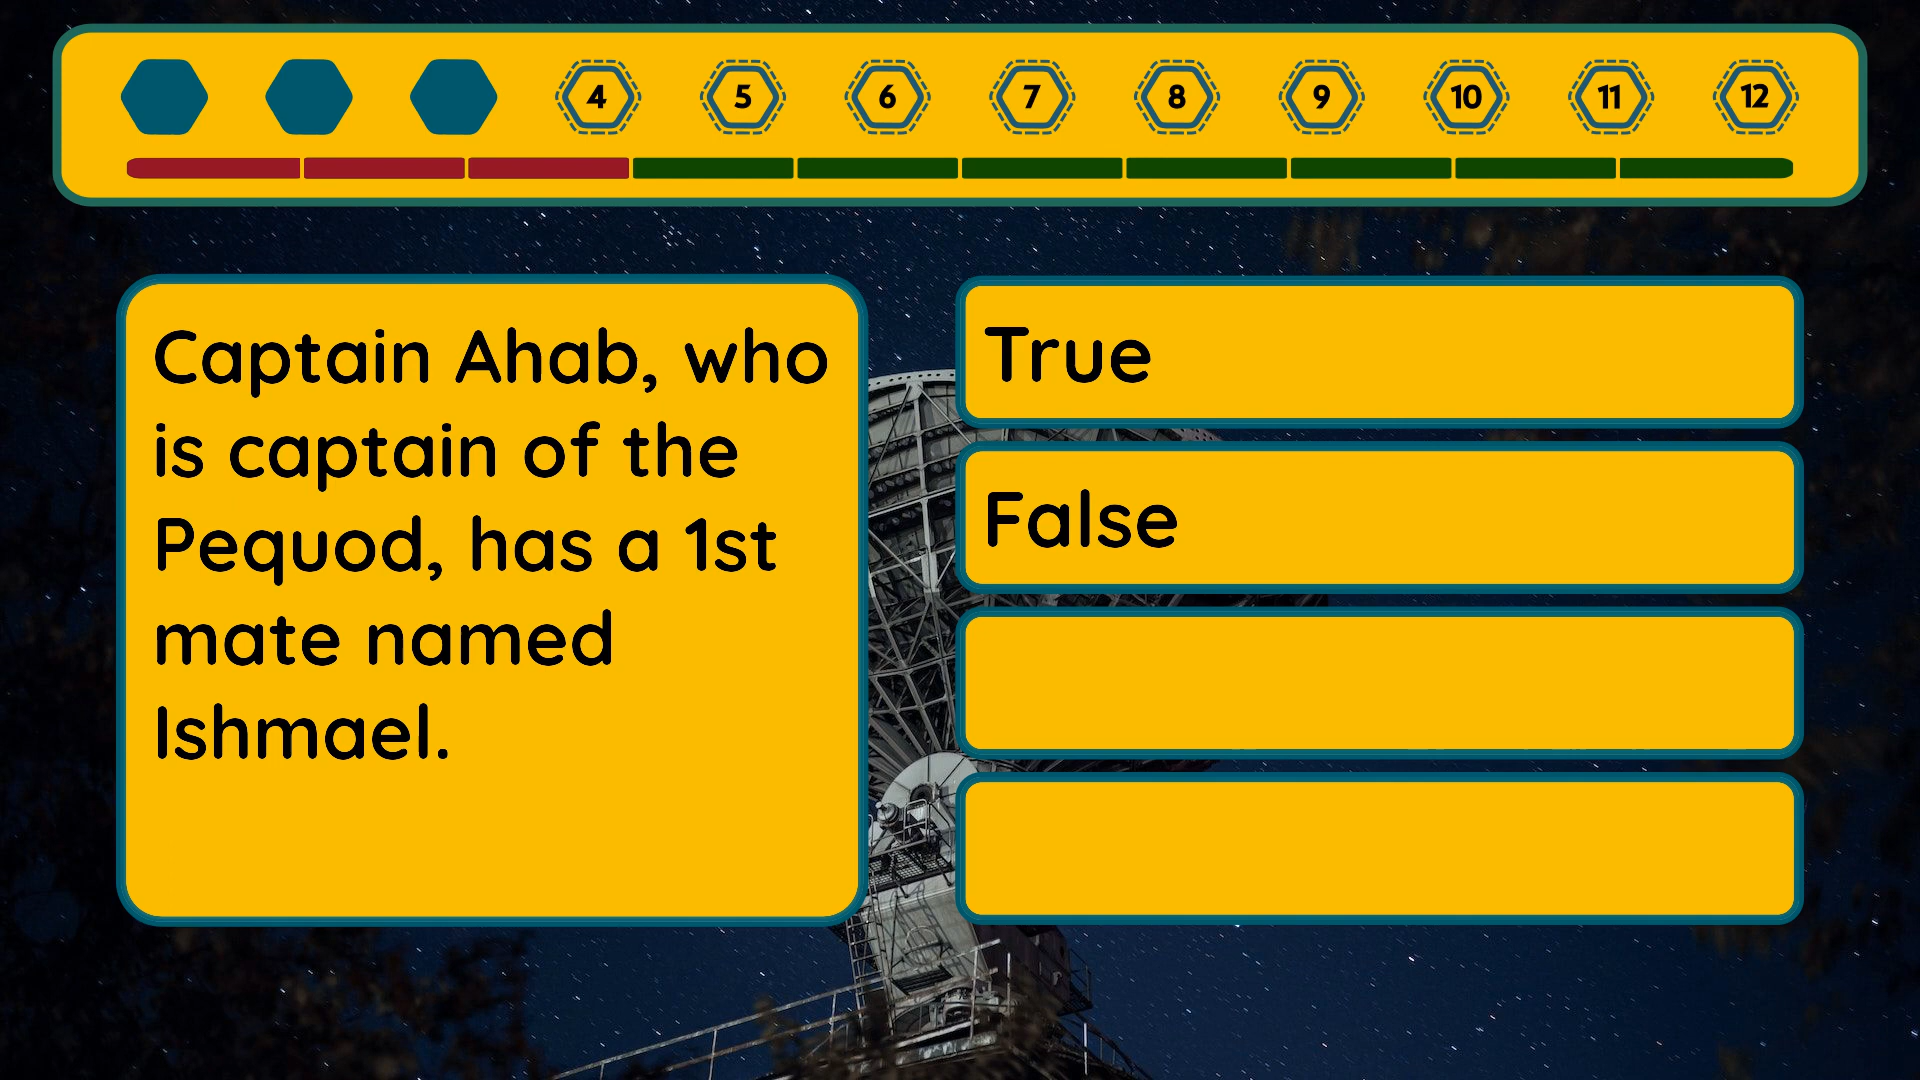 4 5 6 7 8 9 10 11 12
Captain Ahab, who
is captain of the
Pequod, has a 1st
mate named
Ishmael.
True
False